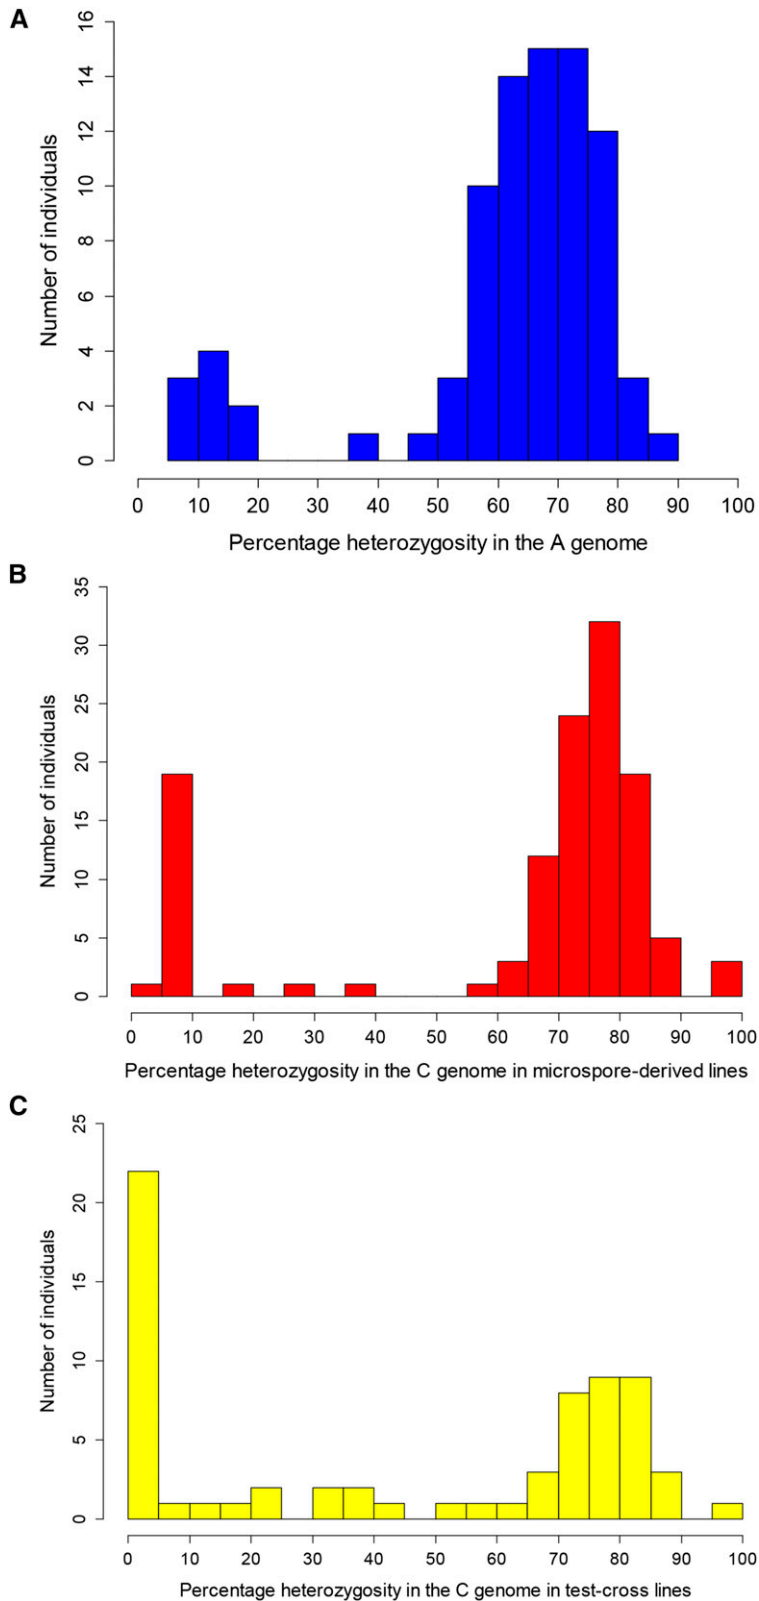 A
16
14
12
10
8
6
4
2
0
Number of individuals
0 10 20 30 40 50 60 70 80 90 100
Percentage heterozygosity in the A genome
B
35
30
25
20
15
10
5
0
Number of individuals
0 10 20 30 40 50 60 70 80 90 100
Percentage heterozygosity in the C genome in microspore-derived lines
C
25
20
15
10
5
0
Number of individuals
0 10 20 30 40 50 60 70 80 90 100
Percentage heterozygosity in the C genome in test-cross lines